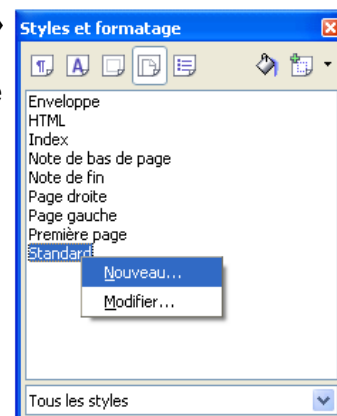 Styles et formatage
Enveloppe
HTML
Index
Note de bas de page
Note de fin
Page droite
Page gauche
Première page
Standard
Nouveau...
Modifier...
Tous les styles